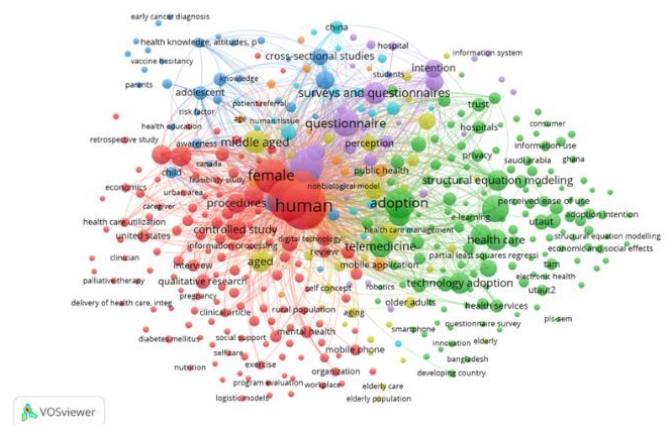 early cancer diagnosis
china
health knowledge, attitudes, p
hospital
cross-sectional studies
information system
vaccine hesitancy
intention
students
parents
knowledge
adolescent
surveys and questionnaires
trust
patient referral
risk factor
age
consumer
human tissue
questionnaire
hospitals
health education
retrospective study
middle aged
perception
information use
awareness
privacy
saudi arabia
ghana
canada
public health
child
feasibility study
female
structural equation modeling
nonbiological model
economics
urban area
procedures
human
adoption
perceived ease of use
caregiver
e-learning
utaut
adoption intention
health care utilization
controlled study
health care management
united states
digital technology
health care
structural equation modelling
information processing
telemedicine
economic and social effects
review
partial least squares regressi
clinician
interview
aged
mobile application
tam
palliative therapy
qualitative research
robotics
technology adoption
electronic health
self concept
utaut2
pregnancy
delivery of health care, integ
older adults
clinical article
rural population
aging
health services
pls-sem
smartphone
questionnaire survey
diabetes mellitus
social support
mental health
innovation
elderly
selfcare
mobile phone
bangladesh
nutrition
exercise
organization
developing country
program evaluation
workplace
elderly care
logistic models
elderly population
VOSviewer